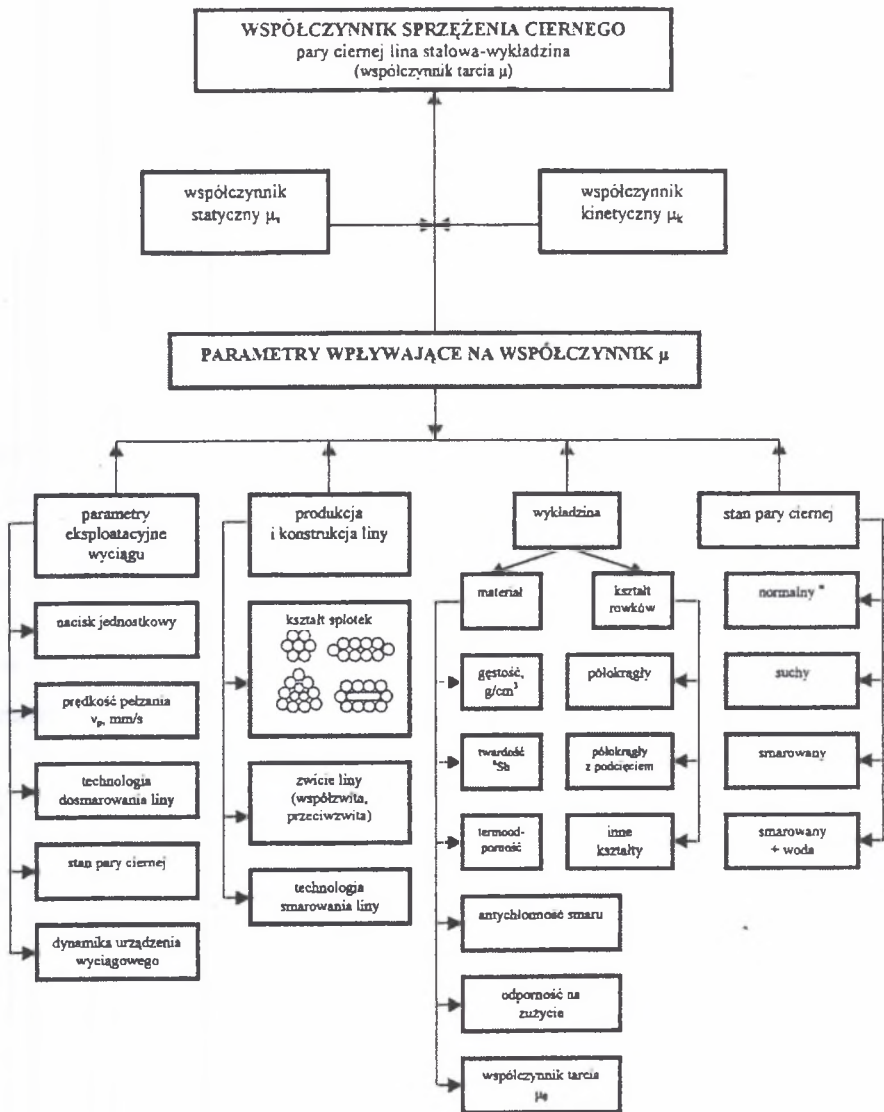 WSPÓŁCZYNNIK SPRZĘŻENIA CIERNEGO
pary ciernej lina stalowa-wykładzina
(współczynnik tarcia μ)
współczynnik
statyczny μs
współczynnik
kinetyczny μk
PARAMETRY WPŁYWAJĄCE NA WSPÓŁCZYNNIK μ
parametry
eksploatacyjne
wyciągu
nacisk jednostkowy
prędkość pełzania
vp, mm/s
technologia
dosmarowania liny
stan pary ciernej
dynamika urządzenia
wyciągowego
produkcja
i konstrukcja liny
kształt splotek
zwicie liny
(współzwita,
przeciwzwita)
technologia
smarowania liny
wykładzina
materiał
gęstość,
g/cm³
twardość
°Sh
termood-
porność
antychłonność smaru
odporność na
zużycie
współczynnik tarcia
kształt
rowków
półokrągły
półokrągły
z podcięciem
inne
kształty
stan pary ciernej
normalny *
suchy
smarowany
smarowany
+ woda